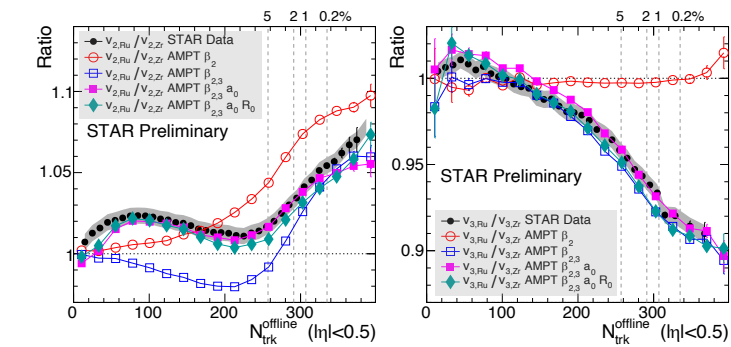 5 2 1 0.2%
Ratio
1.1
1.05
1
v2,Ru / v2,Zr STAR Data
v2,Ru / v2,Zr AMPT β2
v2,Ru / v2,Zr AMPT β2,3
v2,Ru / v2,Zr AMPT β2,3 a0
v2,Ru / v2,Zr AMPT β2,3 a0 R0
STAR Preliminary
0 100 200 300
N offline trk (|η|<0.5)
5 2 1 0.2%
Ratio
1
0.95
0.9
STAR Preliminary
v3,Ru / v3,Zr STAR Data
v3,Ru / v3,Zr AMPT β2
v3,Ru / v3,Zr AMPT β2,3
v3,Ru / v3,Zr AMPT β2,3 a0
v3,Ru / v3,Zr AMPT β2,3 a0 R0
0 100 200 300
N offline trk (|η|<0.5)